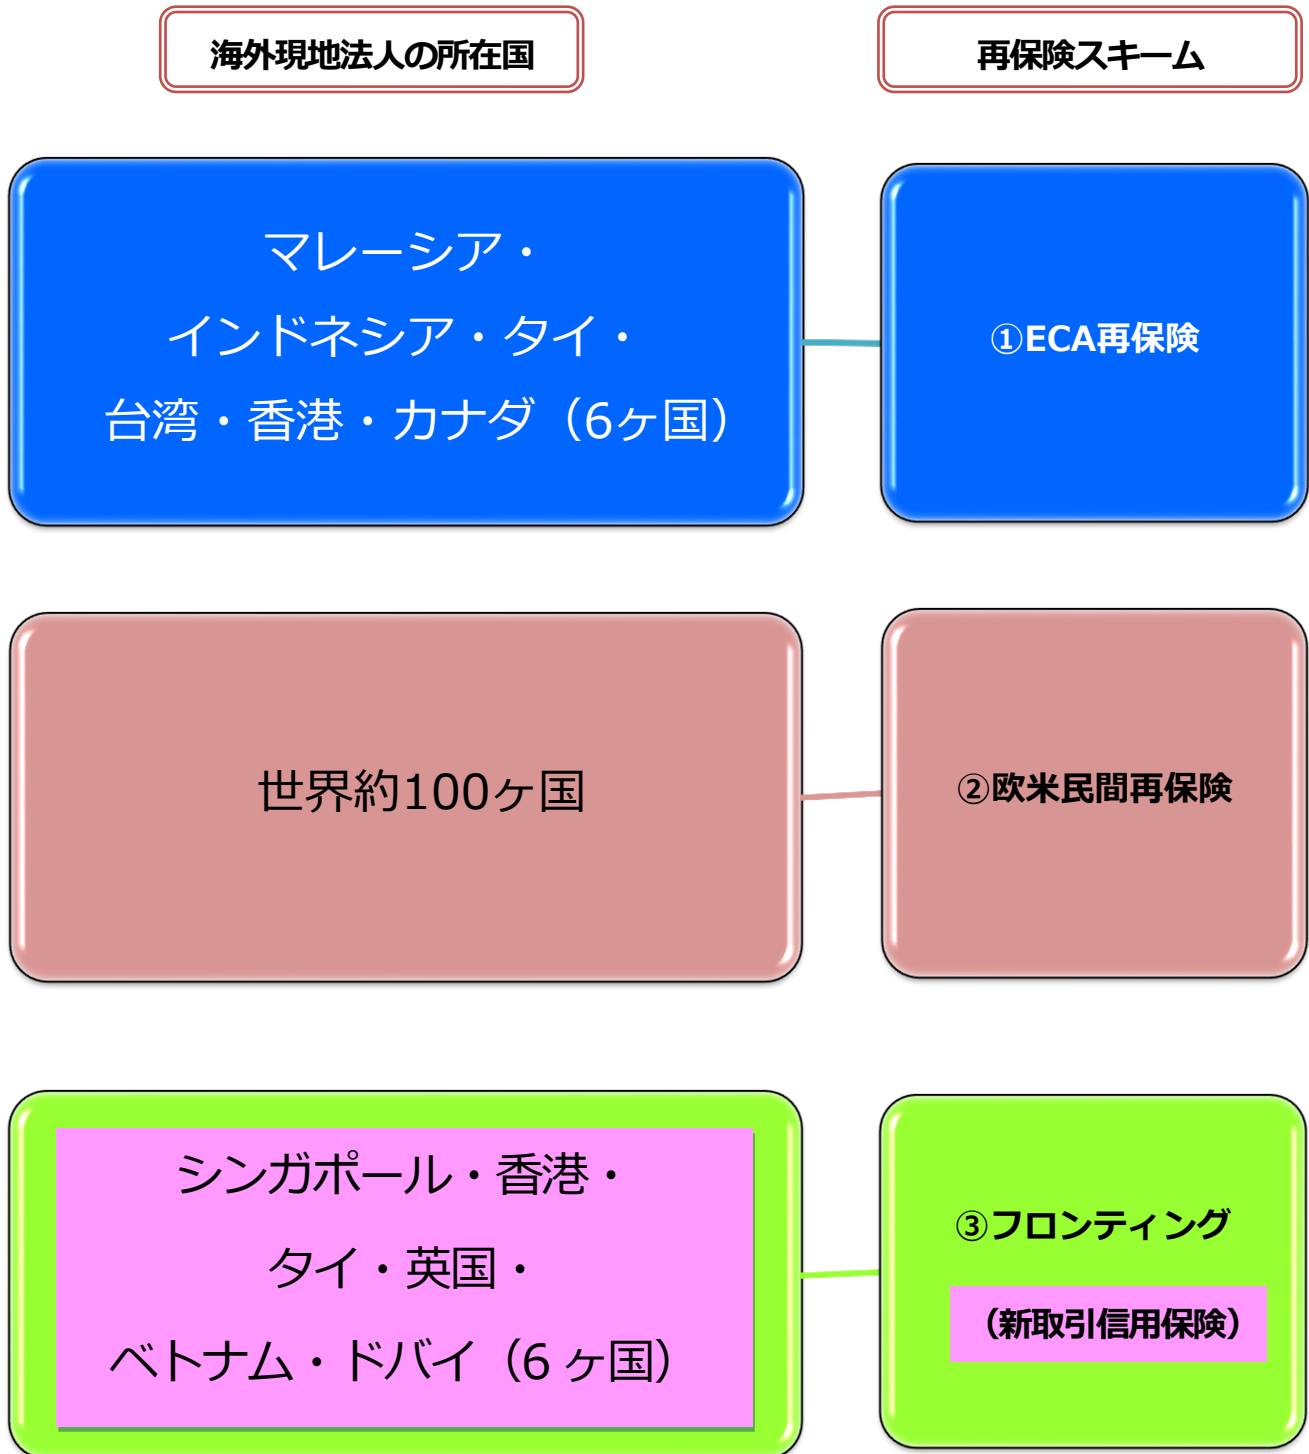 海外現地法人の所在国
再保険スキーム
マレーシア・
インドネシア・タイ・
台湾・香港・カナダ（6ヶ国）
①ECA再保険
世界約100ヶ国
②欧米民間再保険
シンガポール・香港・
タイ・英国・
ベトナム・ドバイ（6ヶ国）
③フロンティング
（新取引信用保険）